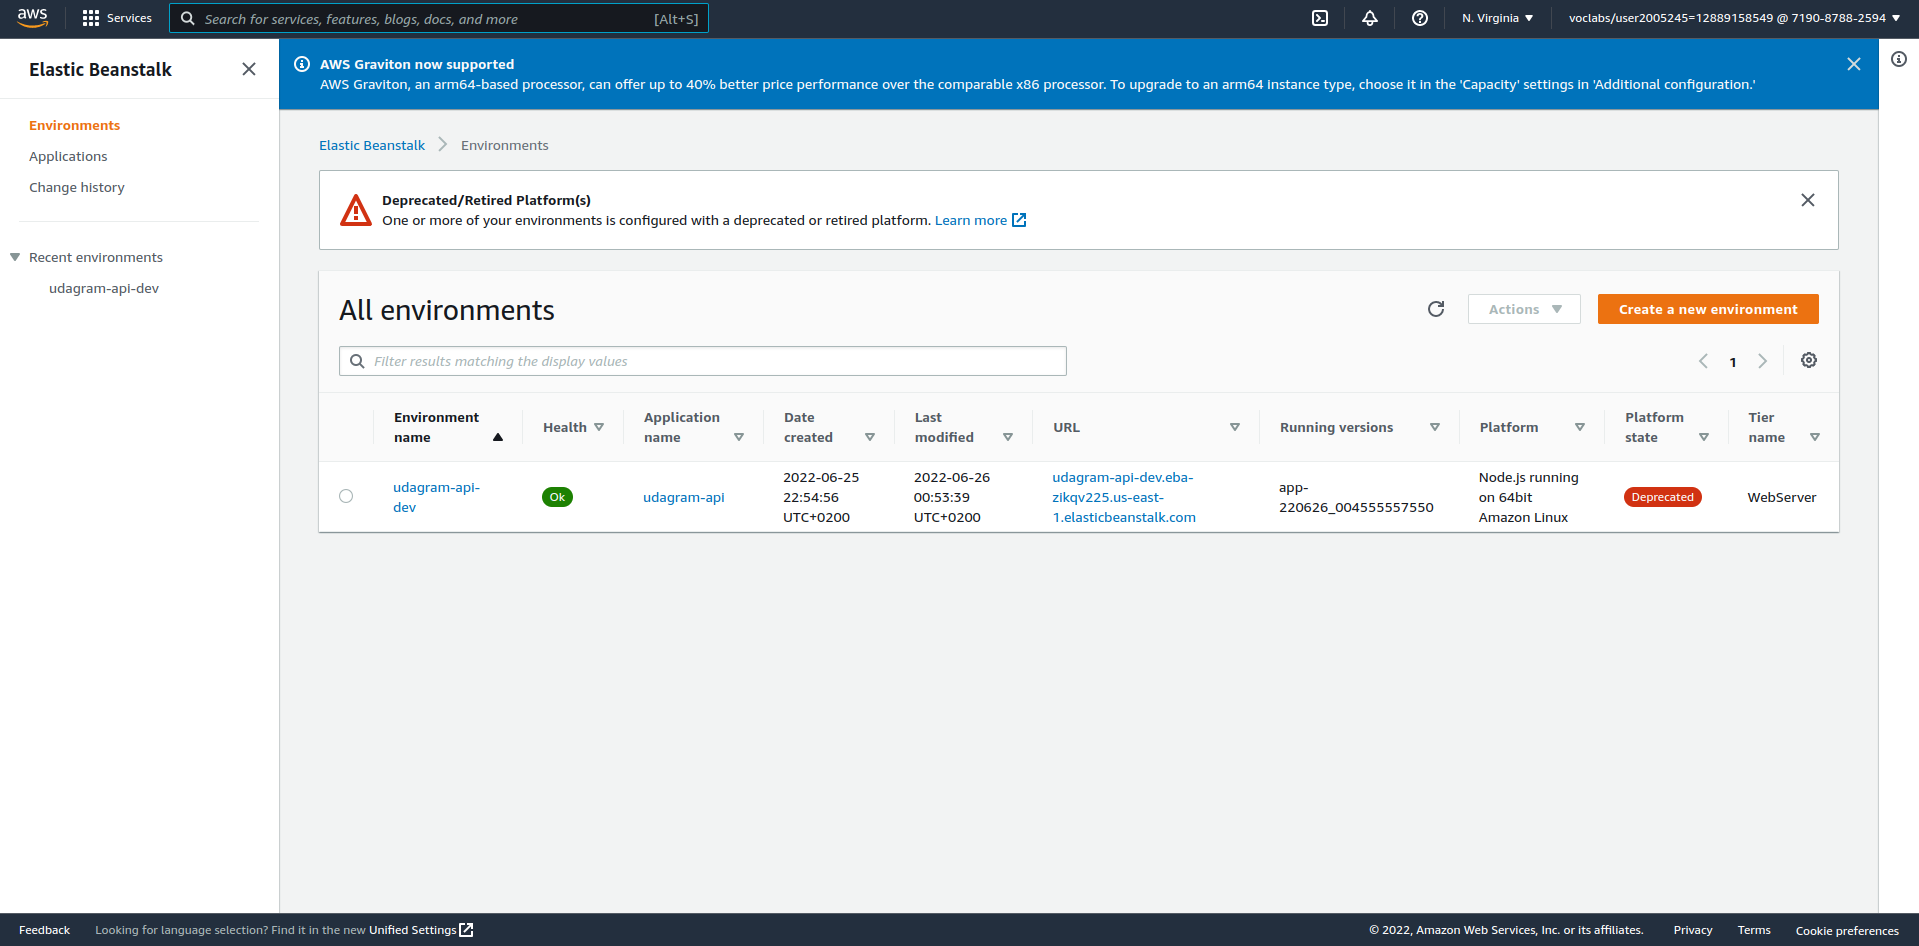 aws Services Search for services, features, blogs, docs, and more [Alt+S] N. Virginia voclabs/user2005245=12889158549 @ 7190-8788-2594
Elastic Beanstalk
Environments
Applications
Change history
Recent environments
udagram-api-dev
AWS Graviton now supported
AWS Graviton, an arm64-based processor, can offer up to 40% better price performance over the comparable x86 processor. To upgrade to an arm64 instance type, choose it in the 'Capacity' settings in 'Additional configuration.'
Elastic Beanstalk Environments
Deprecated/Retired Platform(s)
One or more of your environments is configured with a deprecated or retired platform. Learn more
All environments
Actions
Create a new environment
Filter results matching the display values
1
Environment name
Health
Application name
Date created
Last modified
URL
Running versions
Platform
Platform state
Tier name
udagram-api-
dev
Ok
udagram-api
2022-06-25
22:54:56
UTC+0200
2022-06-26
00:53:39
UTC+0200
udagram-api-dev.eba-
zikqv225.us-east-
1.elasticbeanstalk.com
app-
220626_004555557550
Node.js running
on 64bit
Amazon Linux
Deprecated
WebServer
Feedback Looking for language selection? Find it in the new Unified Settings © 2022, Amazon Web Services, Inc. or its affiliates. Privacy Terms Cookie preferences